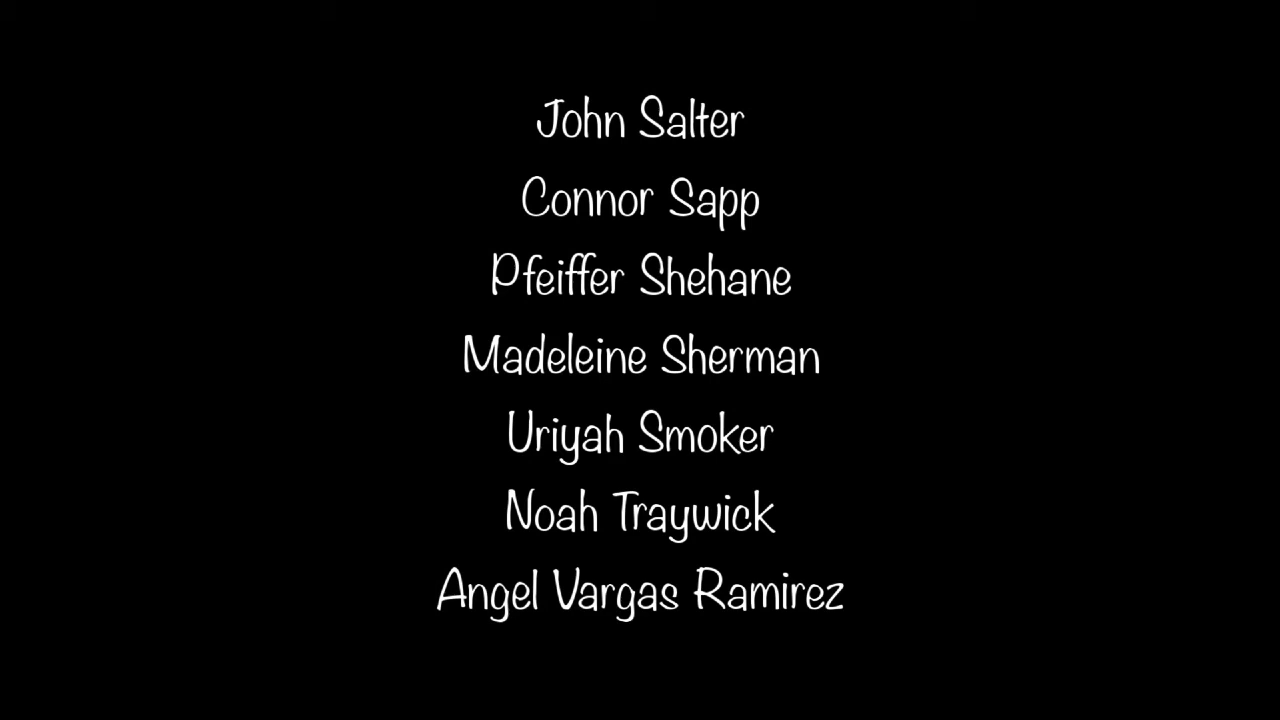 John Salter
Connor Sapp
Pfeiffer Shehane
Madeleine Sherman
Uriyah Smoker
Noah Traywick
Angel Vargas Ramirez